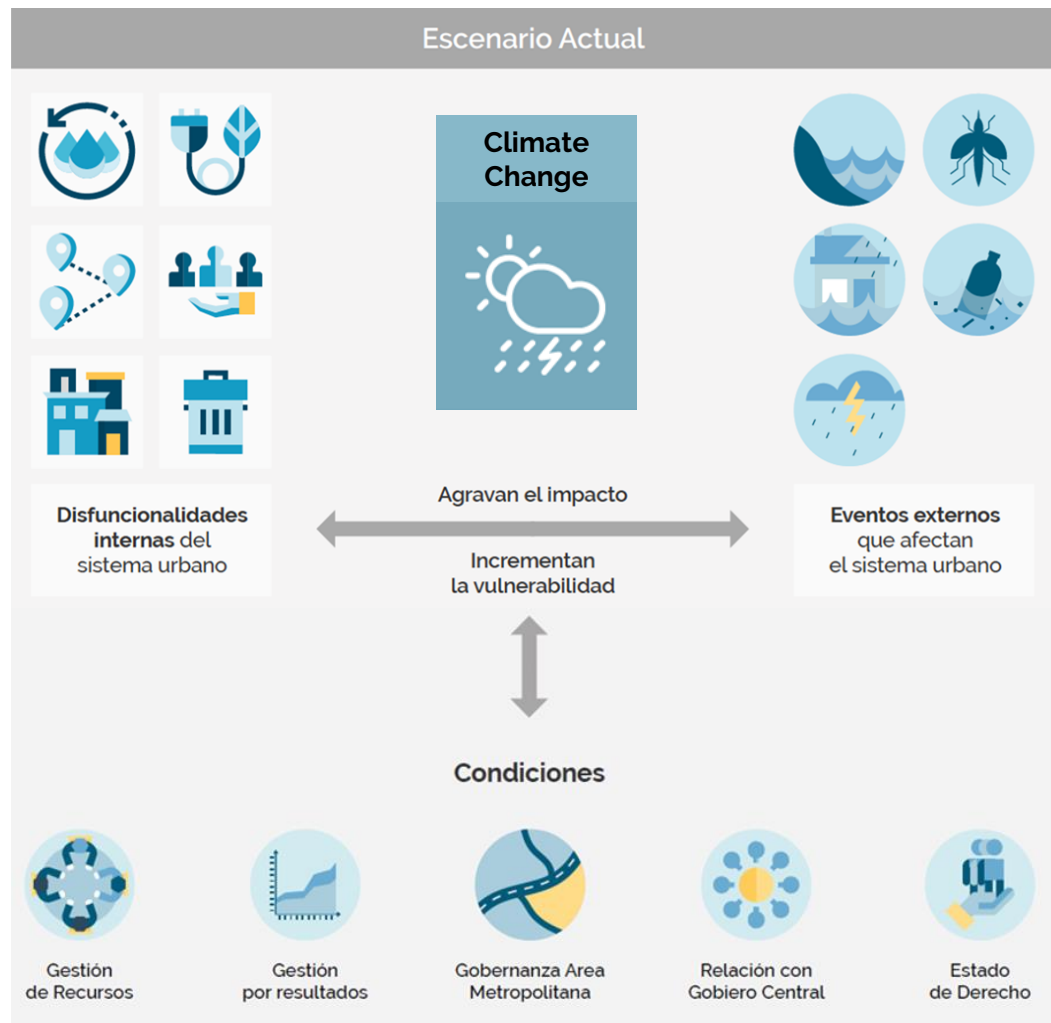 Escenario Actual
Climate
Change
Disfuncionalidades
internas del
sistema urbano
Agravan el impacto
Incrementan
la vulnerabilidad
Eventos externos
que afectan
el sistema urbano
Condiciones
Gestión
de Recursos
Gestión
por resultados
Gobernanza Area
Metropolitana
Relación con
Gobiero Central
Estado
de Derecho